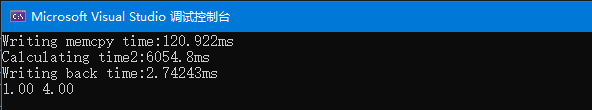 Microsoft Visual Studio 调试控制台
Writing memcpy time:120.922ms
Calculating time2:6054.8ms
Writing back time:2.74243ms
1.00 4.00